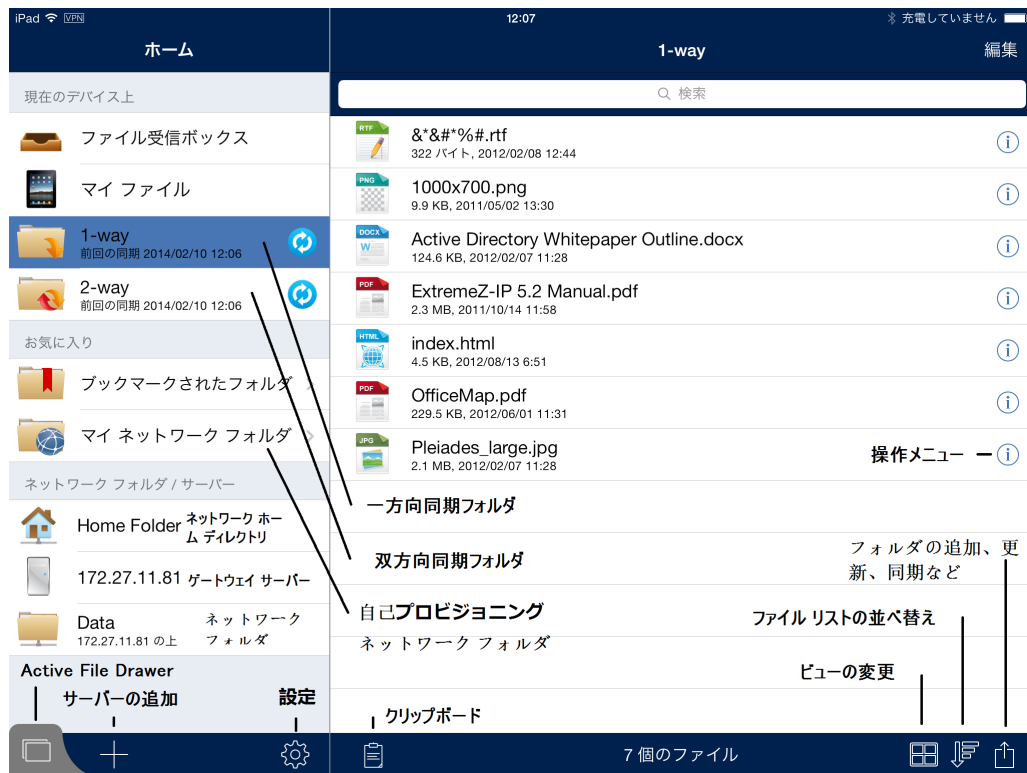 iPad VPN 12:07 充電していません
ホーム
1-way
編集
現在のデバイス上
検索
ファイル受信ボックス
マイ ファイル
1-way
前回の同期 2014/02/10 12:06
2-way
前回の同期 2014/02/10 12:06
お気に入り
ブックマークされたフォルダ
マイ ネットワーク フォルダ
ネットワーク フォルダ / サーバー
Home Folder
ネットワーク ホー
ム ディレクトリ
172.27.11.81 ゲートウェイ サーバー
Data
172.27.11.81 の上
ネットワーク
フォルダ
Active File Drawer
サーバーの追加
設定
RTF
&*&#*%#.rtf
322 バイト, 2012/02/08 12:44
PNG
1000x700.png
9.9 KB, 2011/05/02 13:30
DOCX
W
Active Directory Whitepaper Outline.docx
124.6 KB, 2012/02/07 11:28
PDF
ExtremeZ-IP 5.2 Manual.pdf
2.3 MB, 2011/10/14 11:58
HTML
index.html
4.5 KB, 2012/08/13 6:51
PDF
OfficeMap.pdf
229.5 KB, 2012/06/01 11:31
JPG
Pleiades_large.jpg
2.1 MB, 2012/02/07 11:28
操作メニュー
一方向同期フォルダ
双方向同期フォルダ
フォルダの追加、更
新、同期など
自己プロビジョニング
ネットワーク フォルダ
ファイル リストの並べ替え
ビューの変更
クリップボード
7 個のファイル